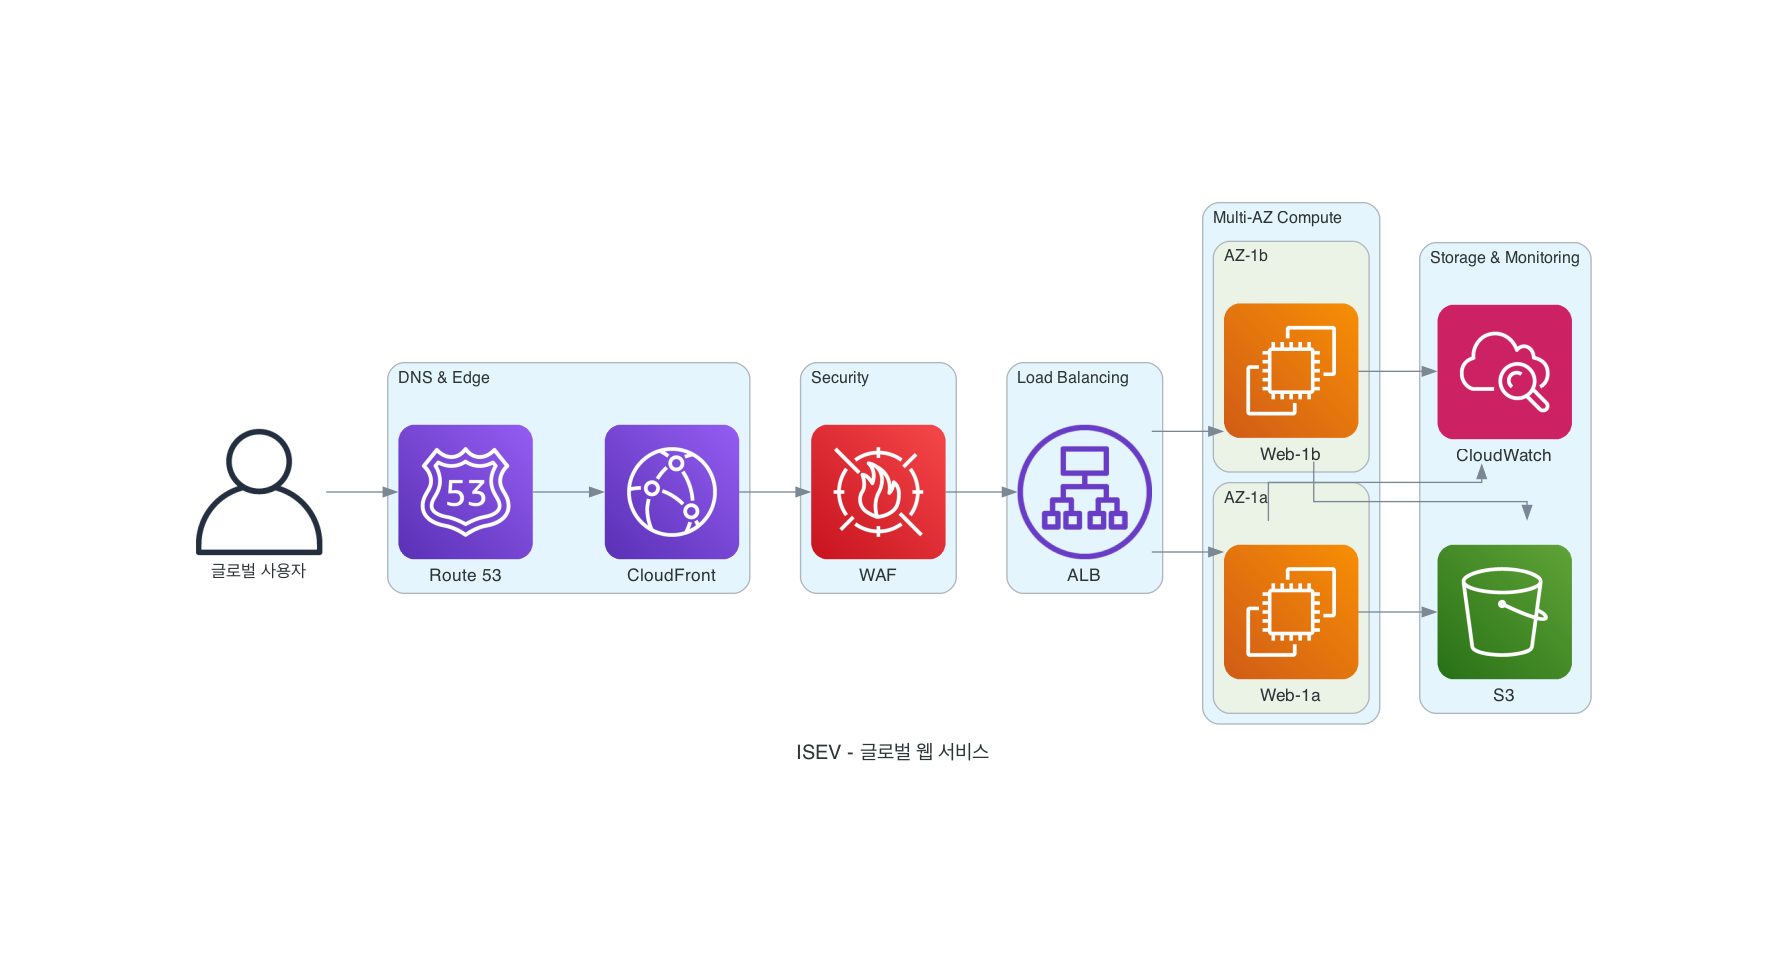 글로벌 사용자
DNS & Edge
53
Route 53
CloudFront
Security
WAF
Load Balancing
ALB
Multi-AZ Compute
AZ-1b
Web-1b
AZ-1a
Web-1a
Storage & Monitoring
CloudWatch
S3
ISEV - 글로벌 웹 서비스